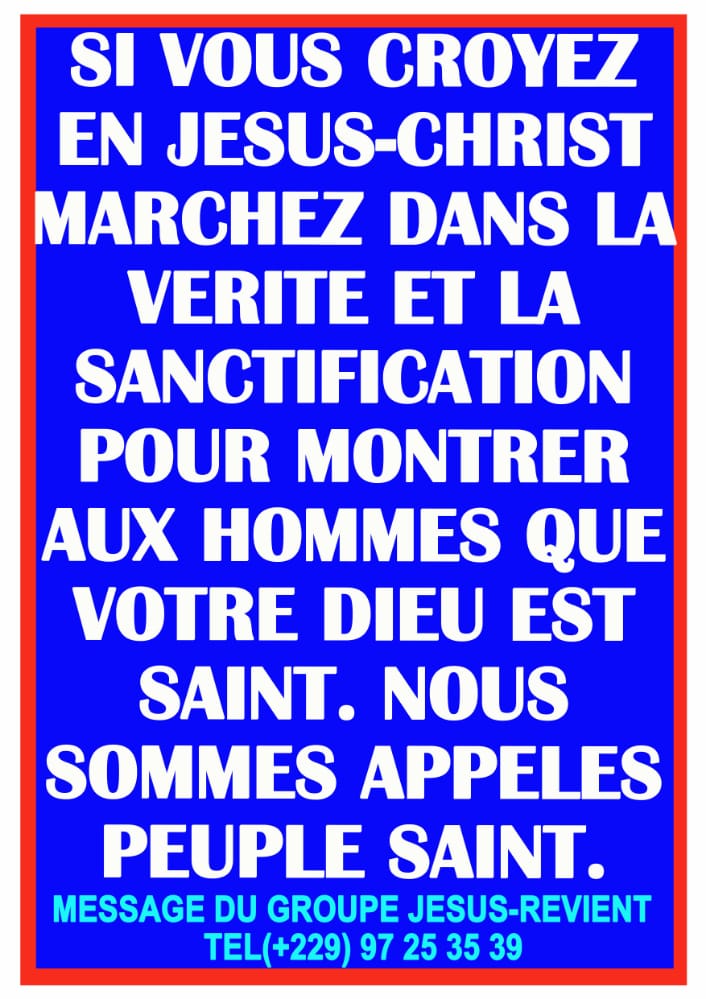 SI VOUS CROYEZ
EN JESUS-CHRIST
MARCHEZ DANS LA
VERITE ET LA
SANCTIFICATION
POUR MONTRER
AUX HOMMES QUE
VOTRE DIEU EST
SAINT. NOUS
SOMMES APPELES
PEUPLE SAINT.
MESSAGE DU GROUPE JESUS-REVIENT
TEL(+229) 97 25 35 39